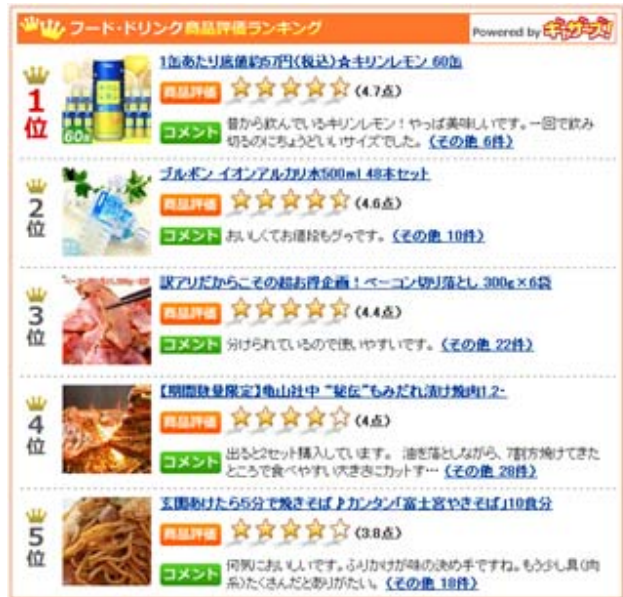 フード・ドリンク商品評価ランキング
Powered by ギャザーズ!
1位
1缶あたり底値約57円(税込)☆キリンレモン 60缶
60缶
商品評価 (4.7点)
コメント 昔から飲んでいるキリンレモン!やっぱ美味しいです。一回で飲み
切るのにちょうどいいサイズでした。(その他 6件)
2位
ブルボン イオンアルカリ水500ml 48本セット
商品評価 (4.6点)
コメント おいしくてお値段もグゥです。(その他 10件)
3位
訳アリだからこその超お得企画!ベーコン切り落とし 300g×6袋
商品評価 (4.4点)
コメント 分けられているので使いやすいです。(その他 22件)
4位
【期間数量限定】亀山社中 "秘伝"もみだれ漬け焼肉1.2-
商品評価 (4点)
コメント 出ると2セット購入しています。 油を落としながら、7割方焼けてきた
ところで食べやすい大きさにカットす… (その他 28件)
5位
玄関あけたら5分で焼きそば♪カンタン「富士宮やきそば」10食分
商品評価 (3.8点)
コメント 何気においしいです。ふりかけが味の決め手ですね。もう少し具(肉
系)たくさんだとありがたい。(その他 18件)